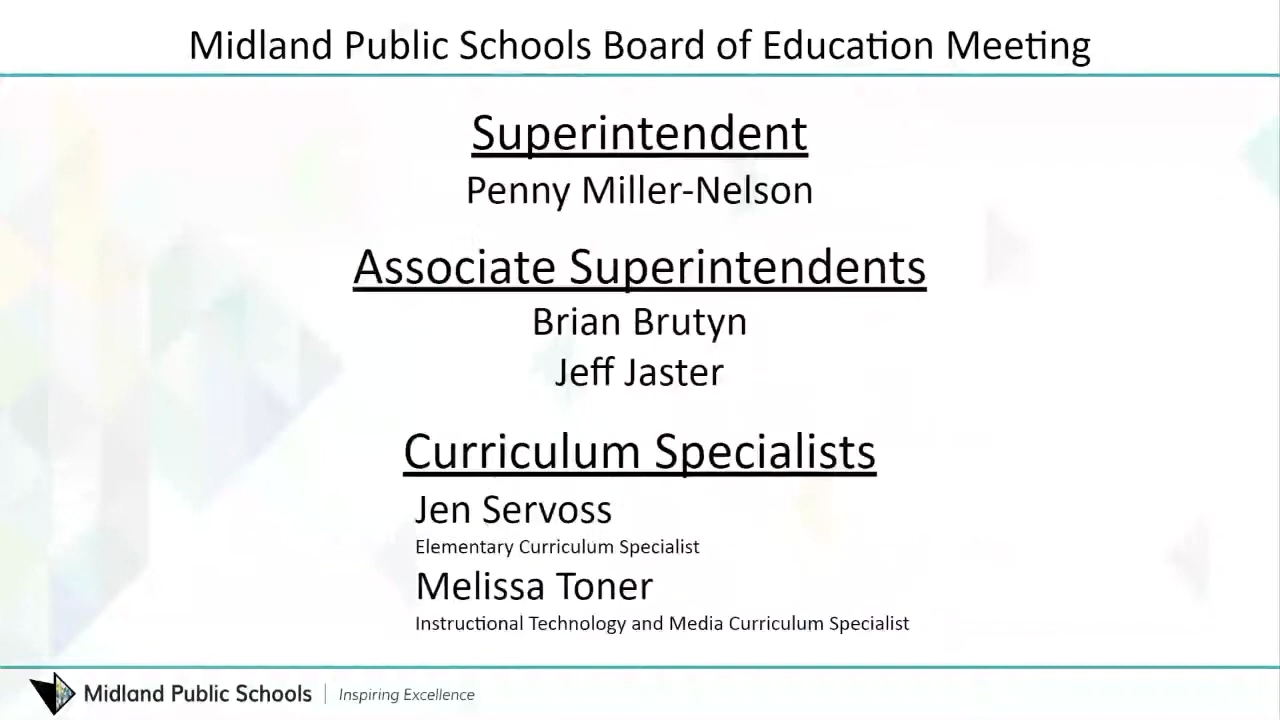 Midland Public Schools Board of Education Meeting
Superintendent
Penny Miller-Nelson
Associate Superintendents
Brian Brutyn
Jeff Jaster
Curriculum Specialists
Jen Servoss
Elementary Curriculum Specialist
Melissa Toner
Instructional Technology and Media Curriculum Specialist
Midland Public Schools | Inspiring Excellence